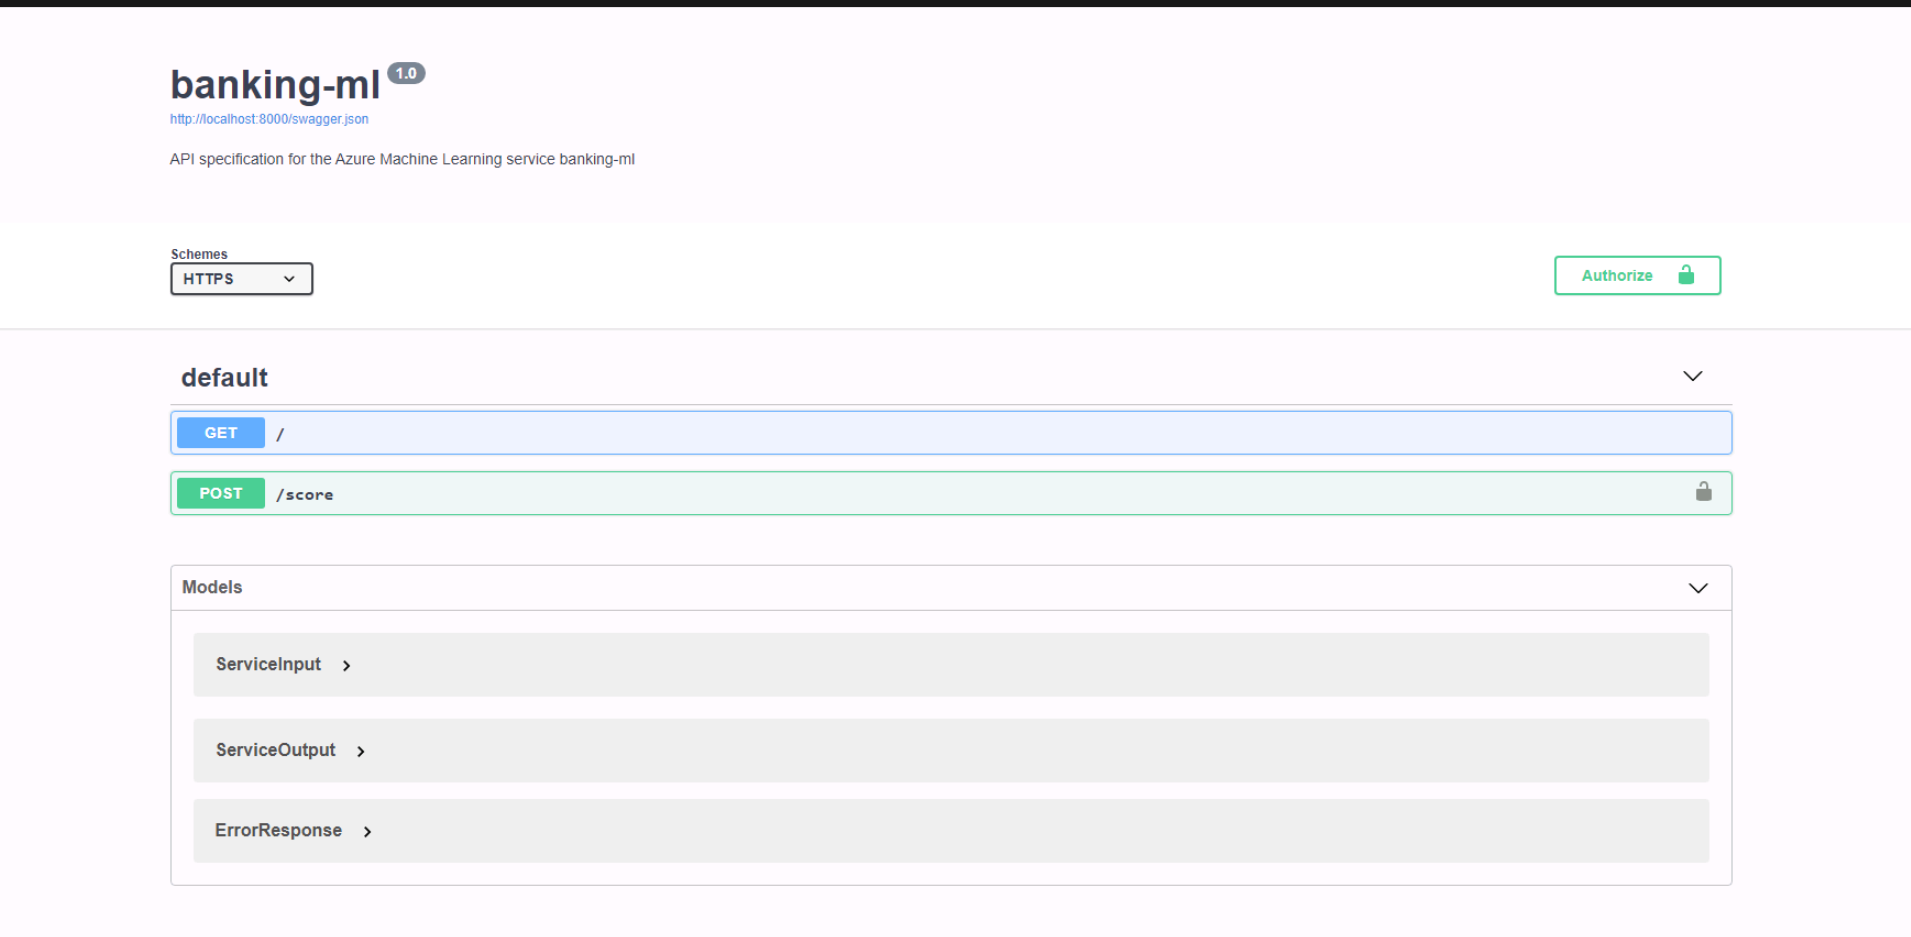 banking-ml 1.0
http://localhost:8000/swagger.json
API specification for the Azure Machine Learning service banking-ml
Schemes
HTTPS
Authorize
default
GET /
POST /score
Models
ServiceInput
ServiceOutput
ErrorResponse